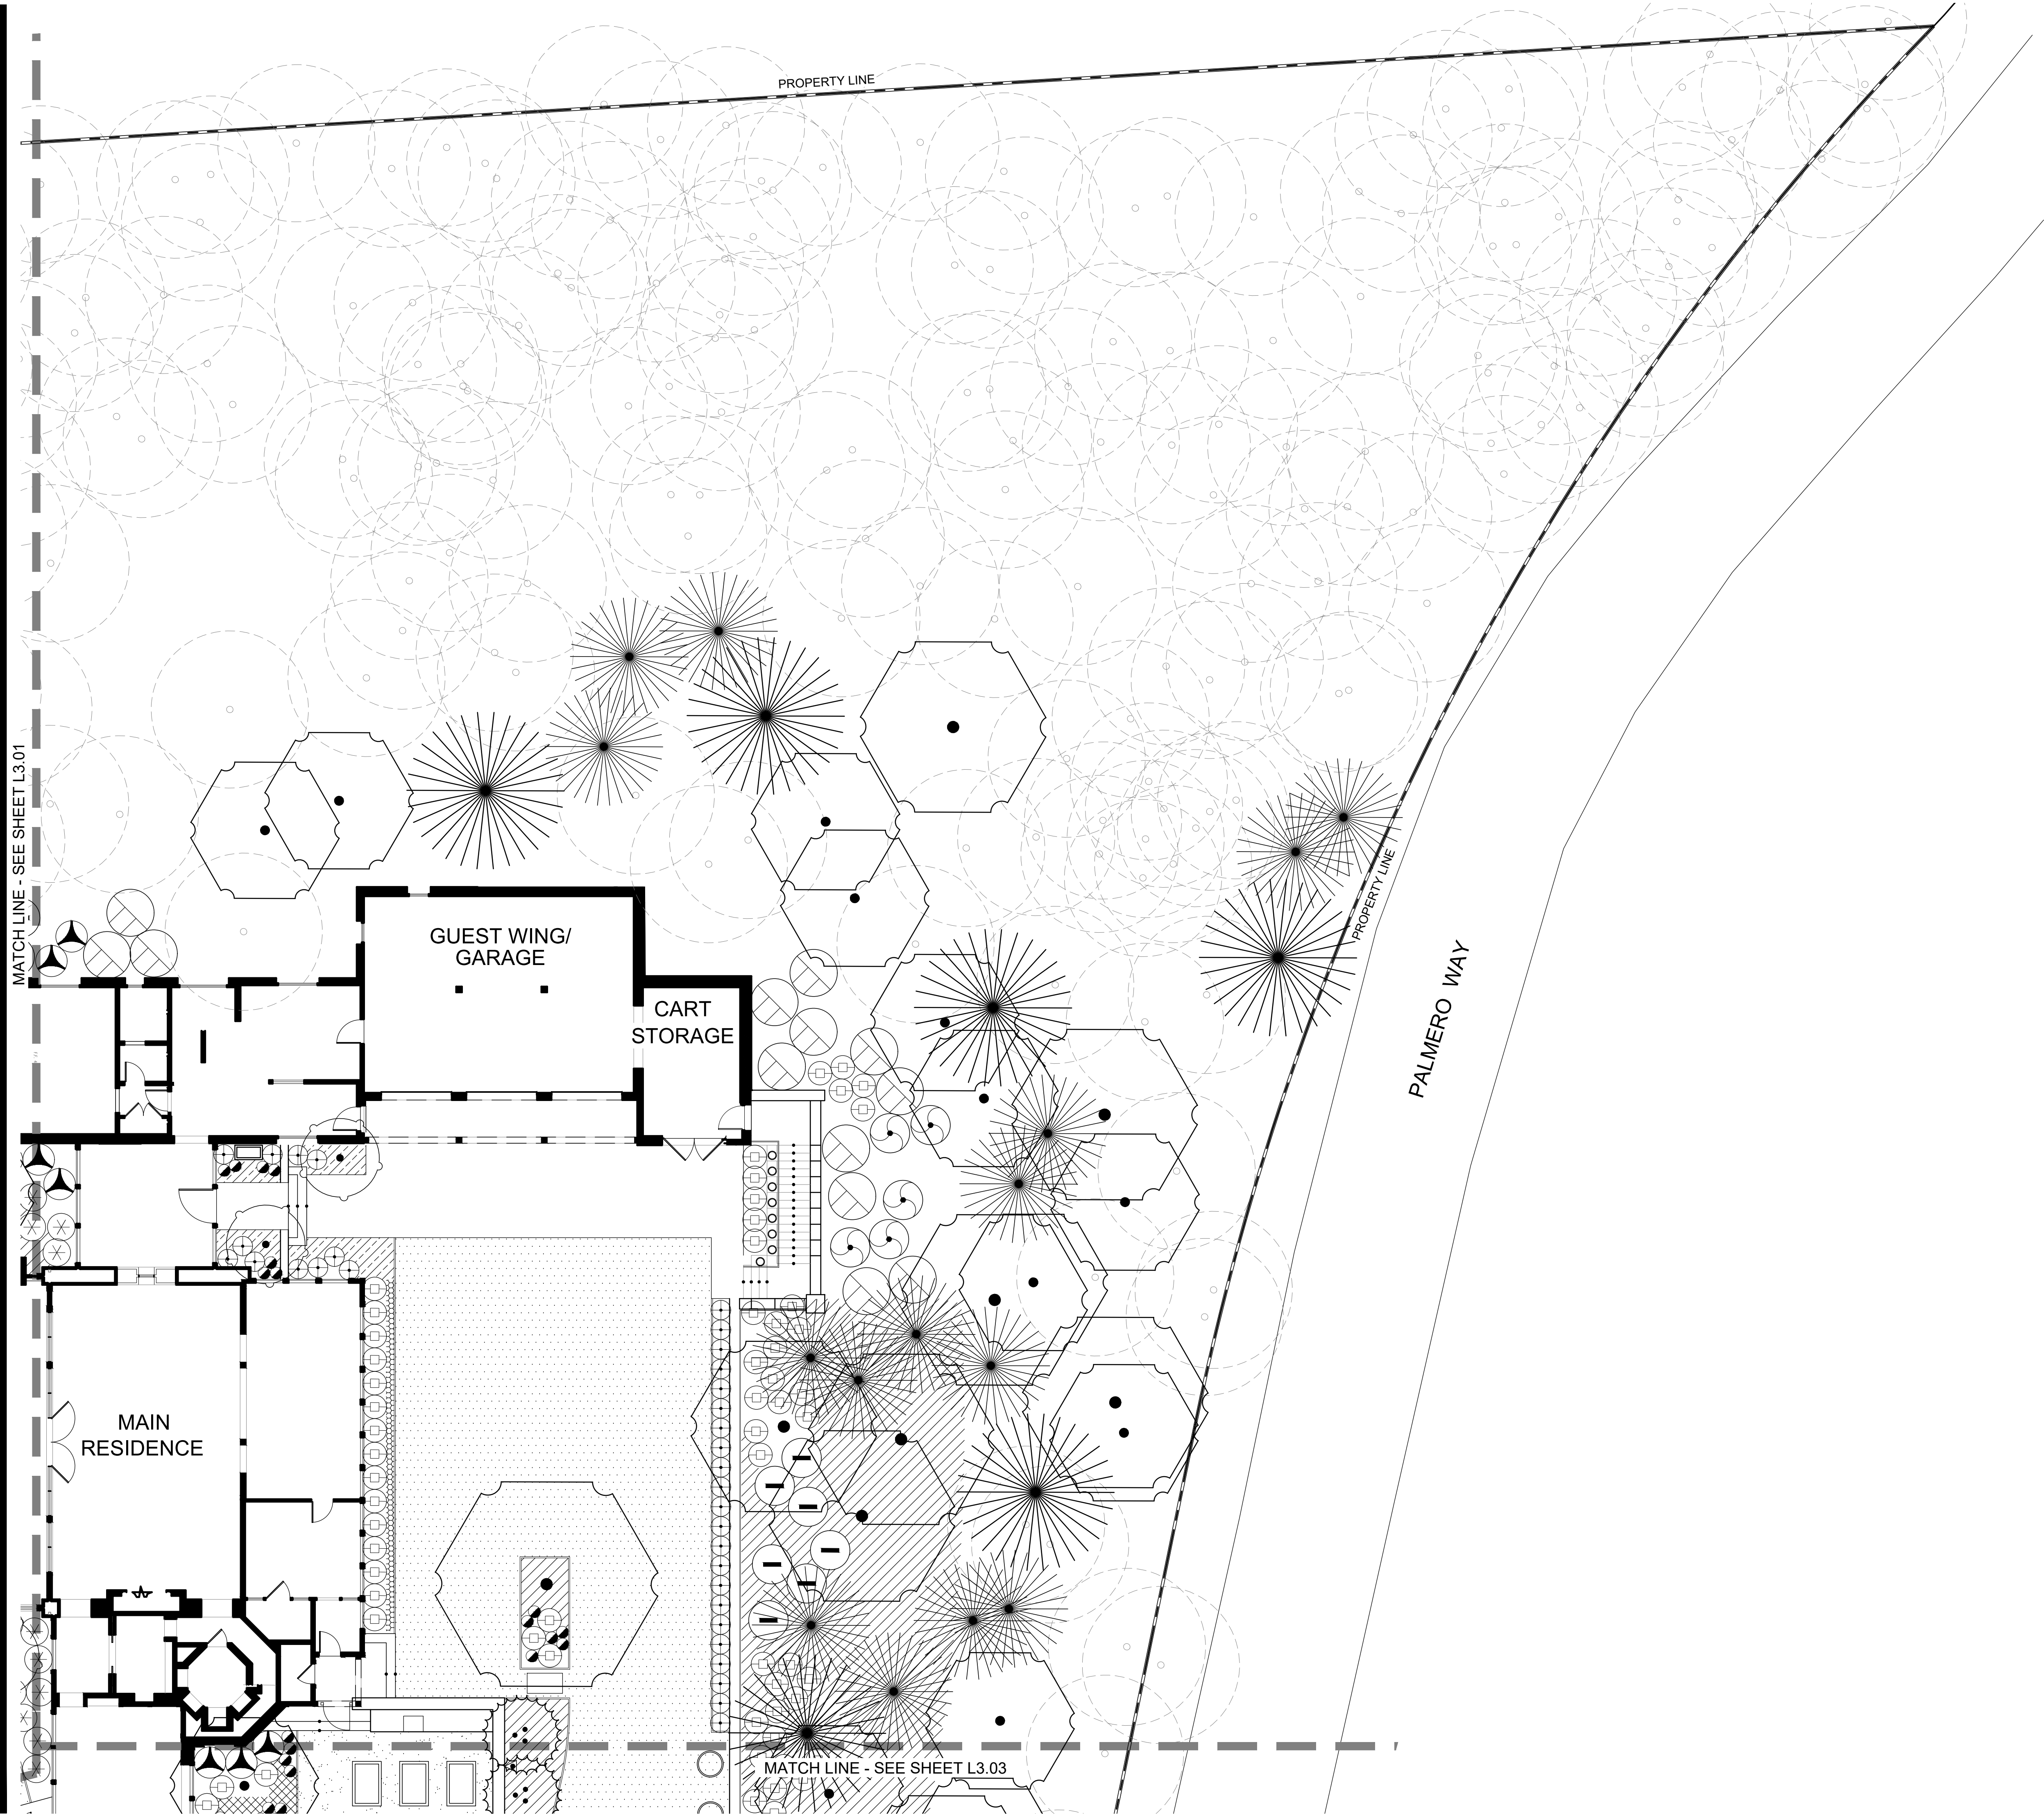 PROPERTY LINE
MATCH LINE - SEE SHEET L3.01
PROPERTY LINE
GUEST WING/
GARAGE
CART
STORAGE
PALMERO WAY
MAIN
RESIDENCE
MATCH LINE - SEE SHEET L3.03